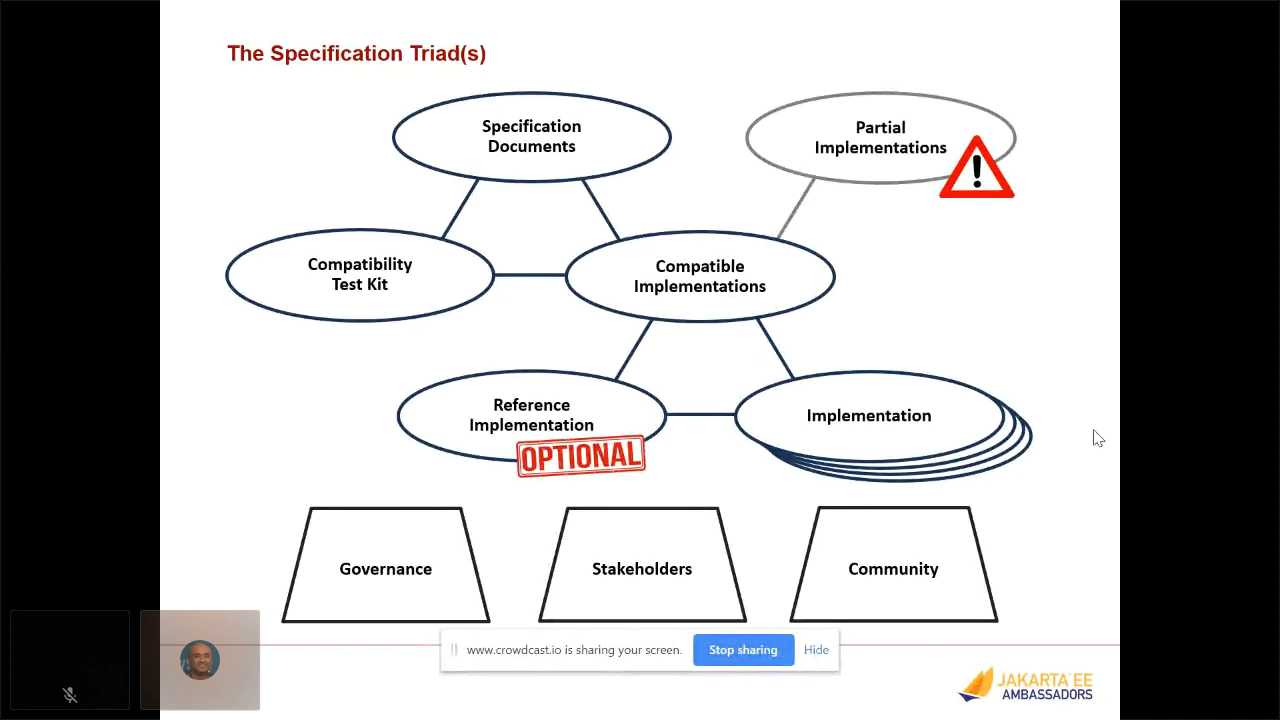 The Specification Triad(s)
Specification
Documents
Partial
Implementations
Compatibility
Test Kit
Compatible
Implementations
Reference
Implementation
OPTIONAL
Implementation
Governance
Stakeholders
Community
www.crowdcast.io is sharing your screen.
Stop sharing
Hide
JAKARTA EE
AMBASSADORS